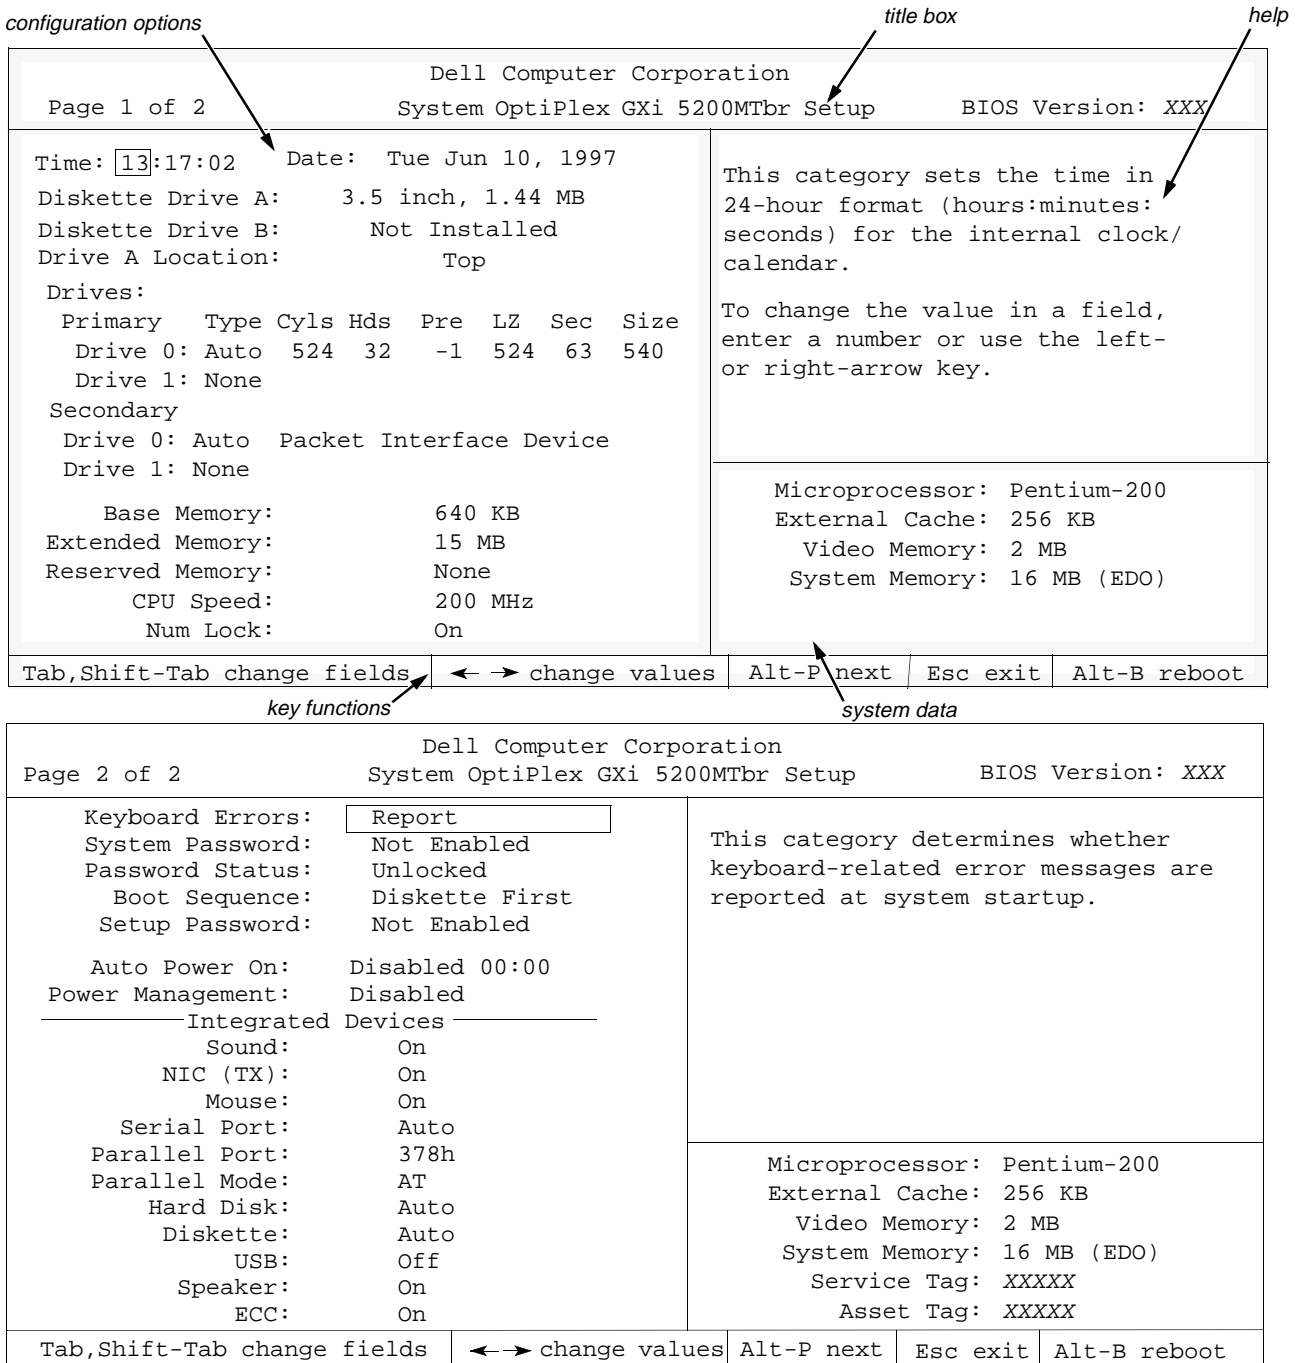 configuration options
title box
help
Dell Computer Corporation
Page 1 of 2 System OptiPlex GXi 5200MTbr Setup BIOS Version: XXX
Time: 13:17:02 Date: Tue Jun 10, 1997
Diskette Drive A: 3.5 inch, 1.44 MB
Diskette Drive B: Not Installed
Drive A Location: Top
Drives:
Primary Type Cyls Hds Pre LZ Sec Size
Drive 0: Auto 524 32 -1 524 63 540
Drive 1: None
Secondary
Drive 0: Auto Packet Interface Device
Drive 1: None
Base Memory: 640 KB
Extended Memory: 15 MB
Reserved Memory: None
CPU Speed: 200 MHz
Num Lock: On
This category sets the time in
24-hour format (hours:minutes:
seconds) for the internal clock/
calendar.
To change the value in a field,
enter a number or use the left-
or right-arrow key.
Microprocessor: Pentium-200
External Cache: 256 KB
Video Memory: 2 MB
System Memory: 16 MB (EDO)
Tab,Shift-Tab change fields ← → change values Alt-P next Esc exit Alt-B reboot
key functions
system data
Dell Computer Corporation
Page 2 of 2 System OptiPlex GXi 5200MTbr Setup BIOS Version: XXX
Keyboard Errors: Report
System Password: Not Enabled
Password Status: Unlocked
Boot Sequence: Diskette First
Setup Password: Not Enabled
Auto Power On: Disabled 00:00
Power Management: Disabled
Integrated Devices
Sound: On
NIC (TX): On
Mouse: On
Serial Port: Auto
Parallel Port: 378h
Parallel Mode: AT
Hard Disk: Auto
Diskette: Auto
USB: Off
Speaker: On
ECC: On
This category determines whether
keyboard-related error messages are
reported at system startup.
Microprocessor: Pentium-200
External Cache: 256 KB
Video Memory: 2 MB
System Memory: 16 MB (EDO)
Service Tag: XXXXX
Asset Tag: XXXXX
Tab,Shift-Tab change fields ← → change values Alt-P next Esc exit Alt-B reboot